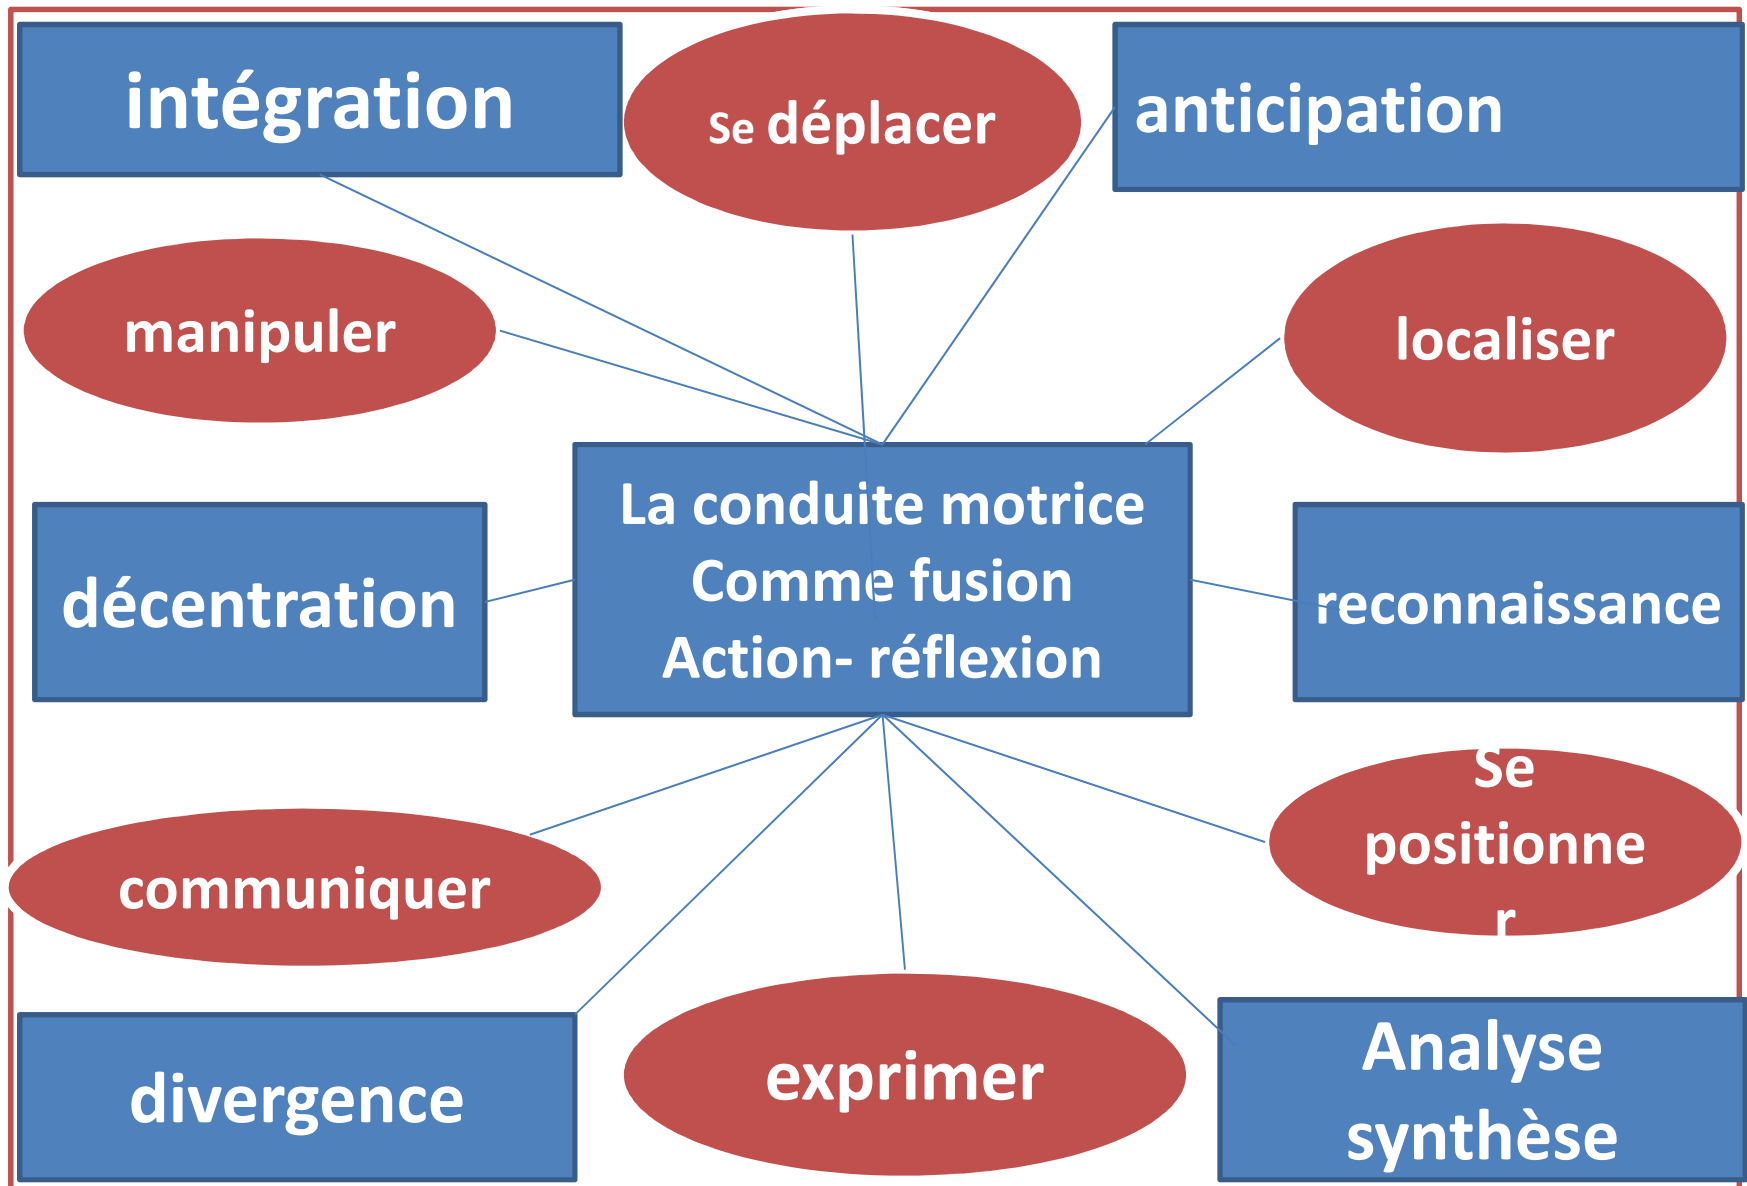 intégration
Se déplacer
anticipation
manipuler
localiser
La conduite motrice
Comme fusion
Action- réflexion
décentration
reconnaissance
Se
positionne
r
communiquer
divergence
exprimer
Analyse
synthèse